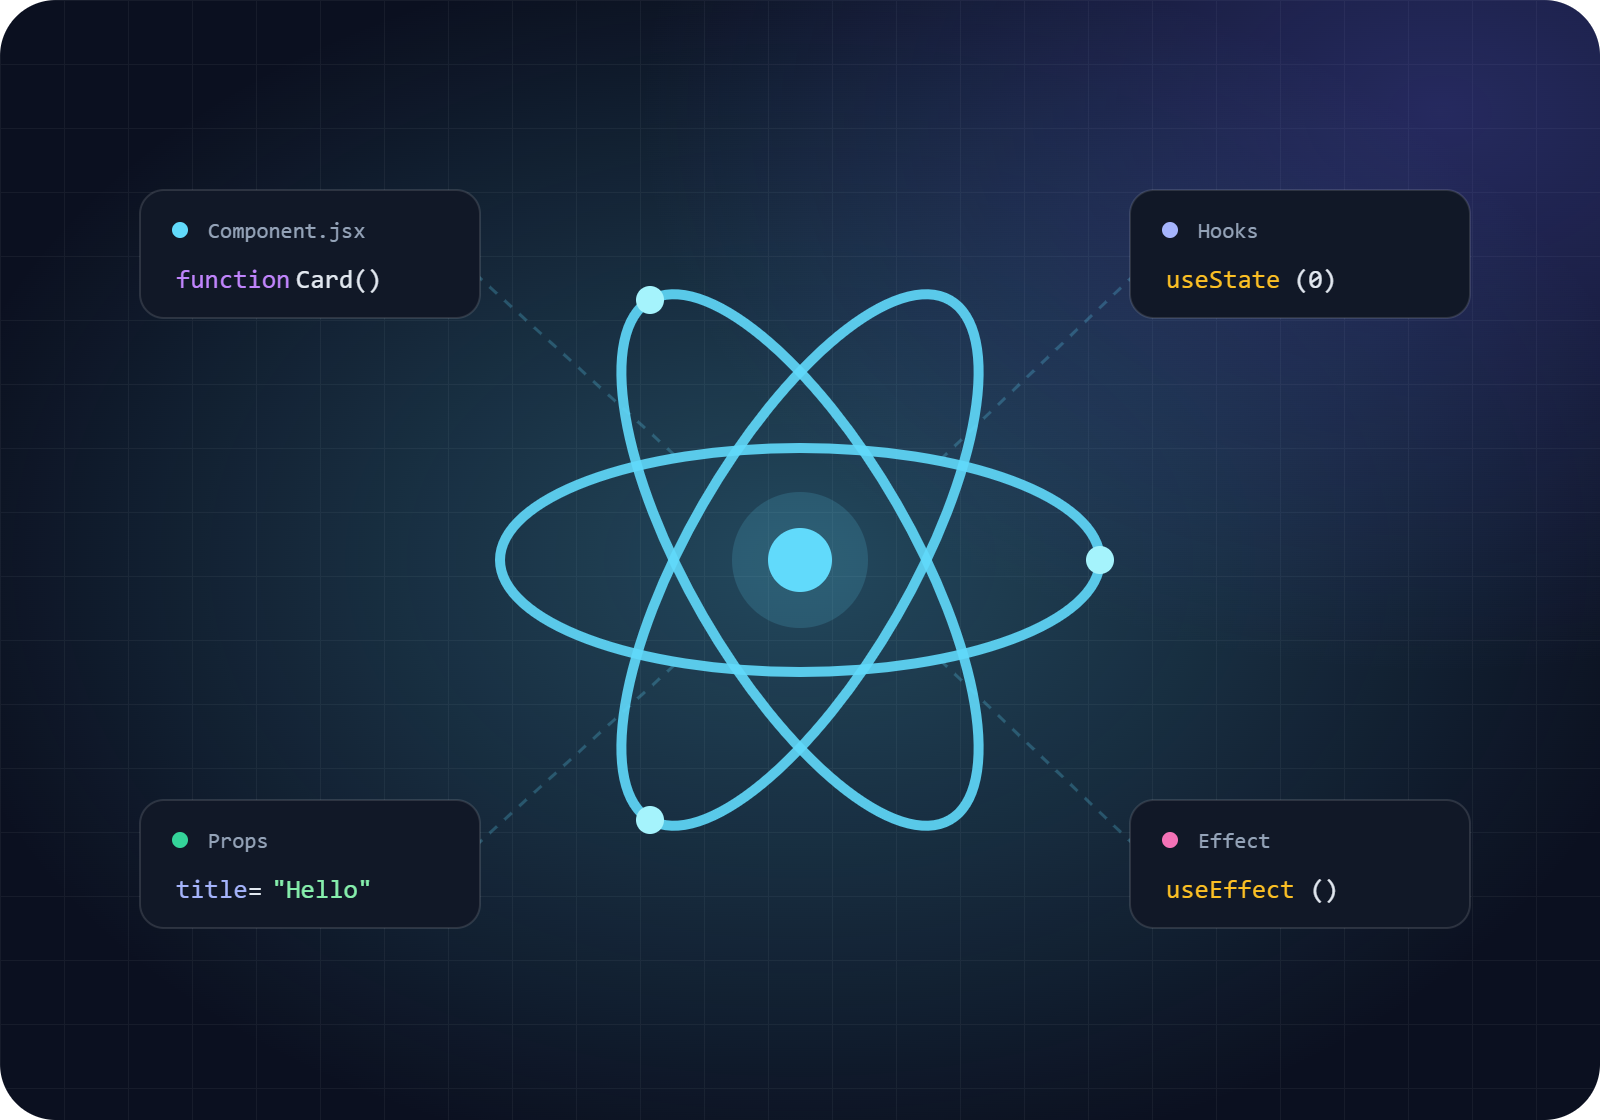 Component.jsx
function Card()
Hooks
useState (0)
Props
title= "Hello"
Effect
useEffect ()